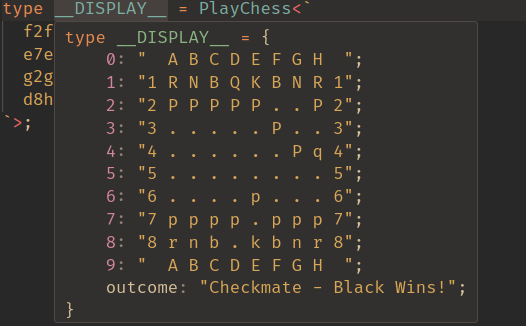 type __DISPLAY__ = PlayChess<`
f2f
e7e
g2g
d8h
`>;
type __DISPLAY__ = {
0: "  A B C D E F G H  ";
1: "1 R N B Q K B N R 1";
2: "2 P P P P P . . P 2";
3: "3 . . . . . P . . 3";
4: "4 . . . . . . P q 4";
5: "5 . . . . . . . . 5";
6: "6 . . . . p . . . 6";
7: "7 p p p p . p p p 7";
8: "8 r n b . k b n r 8";
9: "  A B C D E F G H  ";
outcome: "Checkmate - Black Wins!";
}